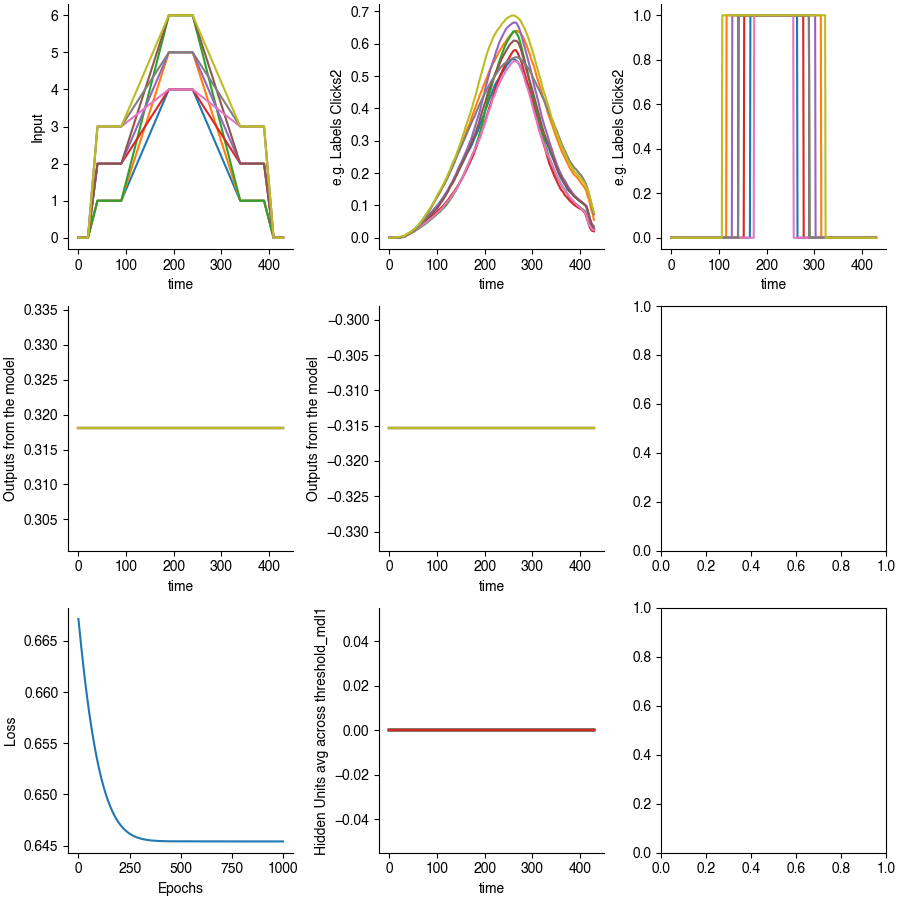 6
5
4
3
2
1
0
Input
0 100 200 300 400
time
0.7
0.6
0.5
0.4
0.3
0.2
0.1
0.0
e.g. Labels Clicks2
0 100 200 300 400
time
1.0
0.8
0.6
0.4
0.2
0.0
e.g. Labels Clicks2
0 100 200 300 400
time
0.335
0.330
0.325
0.320
0.315
0.310
0.305
Outputs from the model
0 100 200 300 400
time
−0.300
−0.305
−0.310
−0.315
−0.320
−0.325
−0.330
Outputs from the model
0 100 200 300 400
time
1.0
0.8
0.6
0.4
0.2
0.0
0.0 0.2 0.4 0.6 0.8 1.0
0.665
0.660
0.655
0.650
0.645
Loss
0 250 500 750 1000
Epochs
0.04
0.02
0.00
−0.02
−0.04
Hidden Units avg across threshold_mdl1
0 100 200 300 400
time
1.0
0.8
0.6
0.4
0.2
0.0
0.0 0.2 0.4 0.6 0.8 1.0